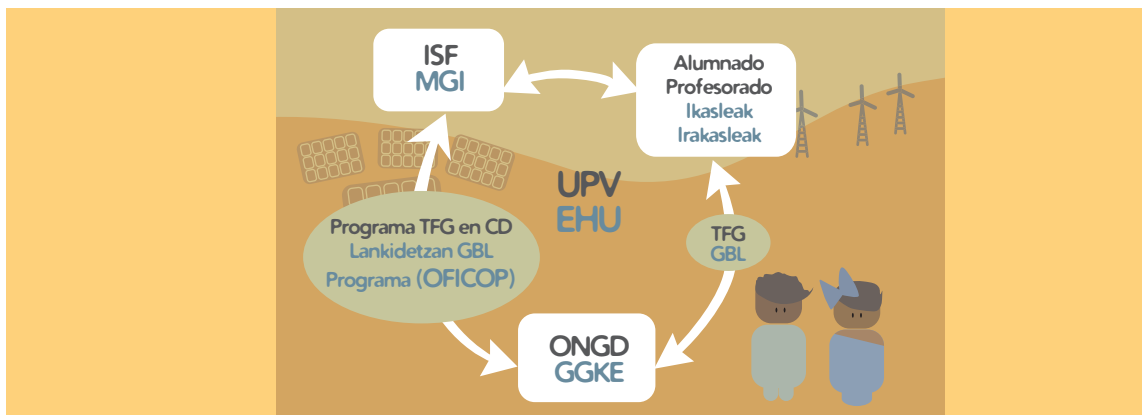 ISF
MGI
Alumnado
Profesorado
Ikasleak
Irakasleak
UPV
EHU
Programa TFG en CD
Lankidetzan GBL
Programa (OFICOP)
TFG
GBL
ONGD
GGKE